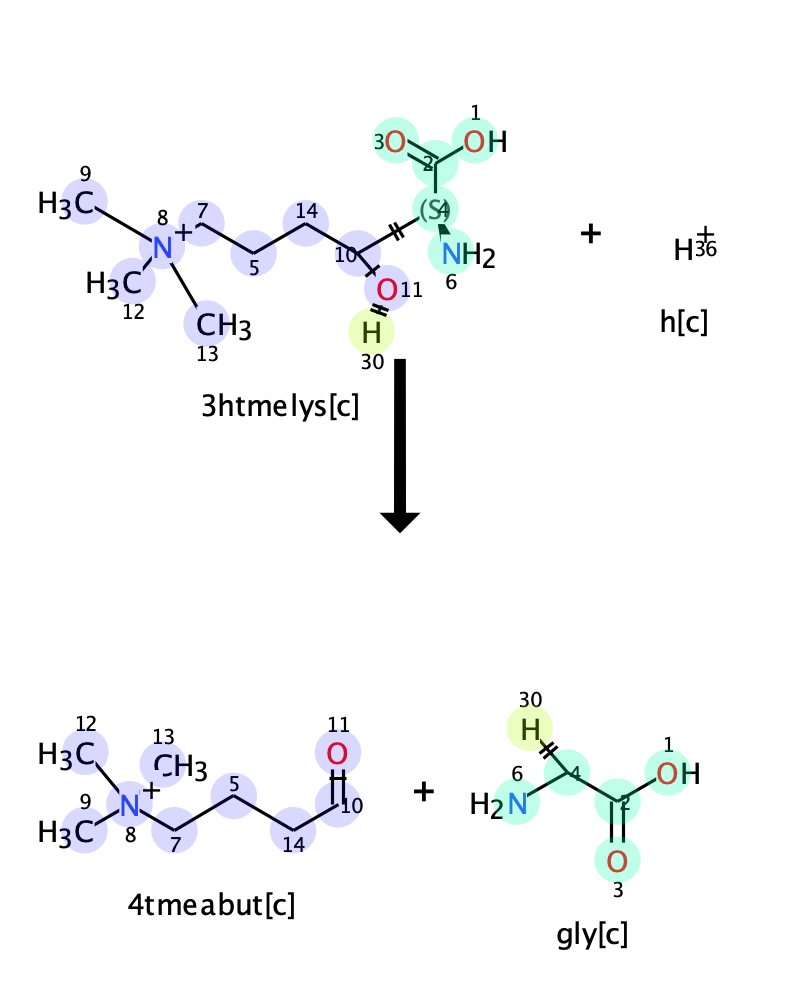 1
3 O 2 OH
9
H₃C 8 7 14 (S) 4
N + 10 NH₂ + H + 36
5 6
H₃C O 11 h[c]
12 CH₃ H
13 30
3htmelys[c]
30
12 13 11 H 1
H₃C CH₃ O 6 4 OH
9 + 5 + H₂N 2
H₃C N 10
8 7 14 O
3
4tmeabut[c]
gly[c]